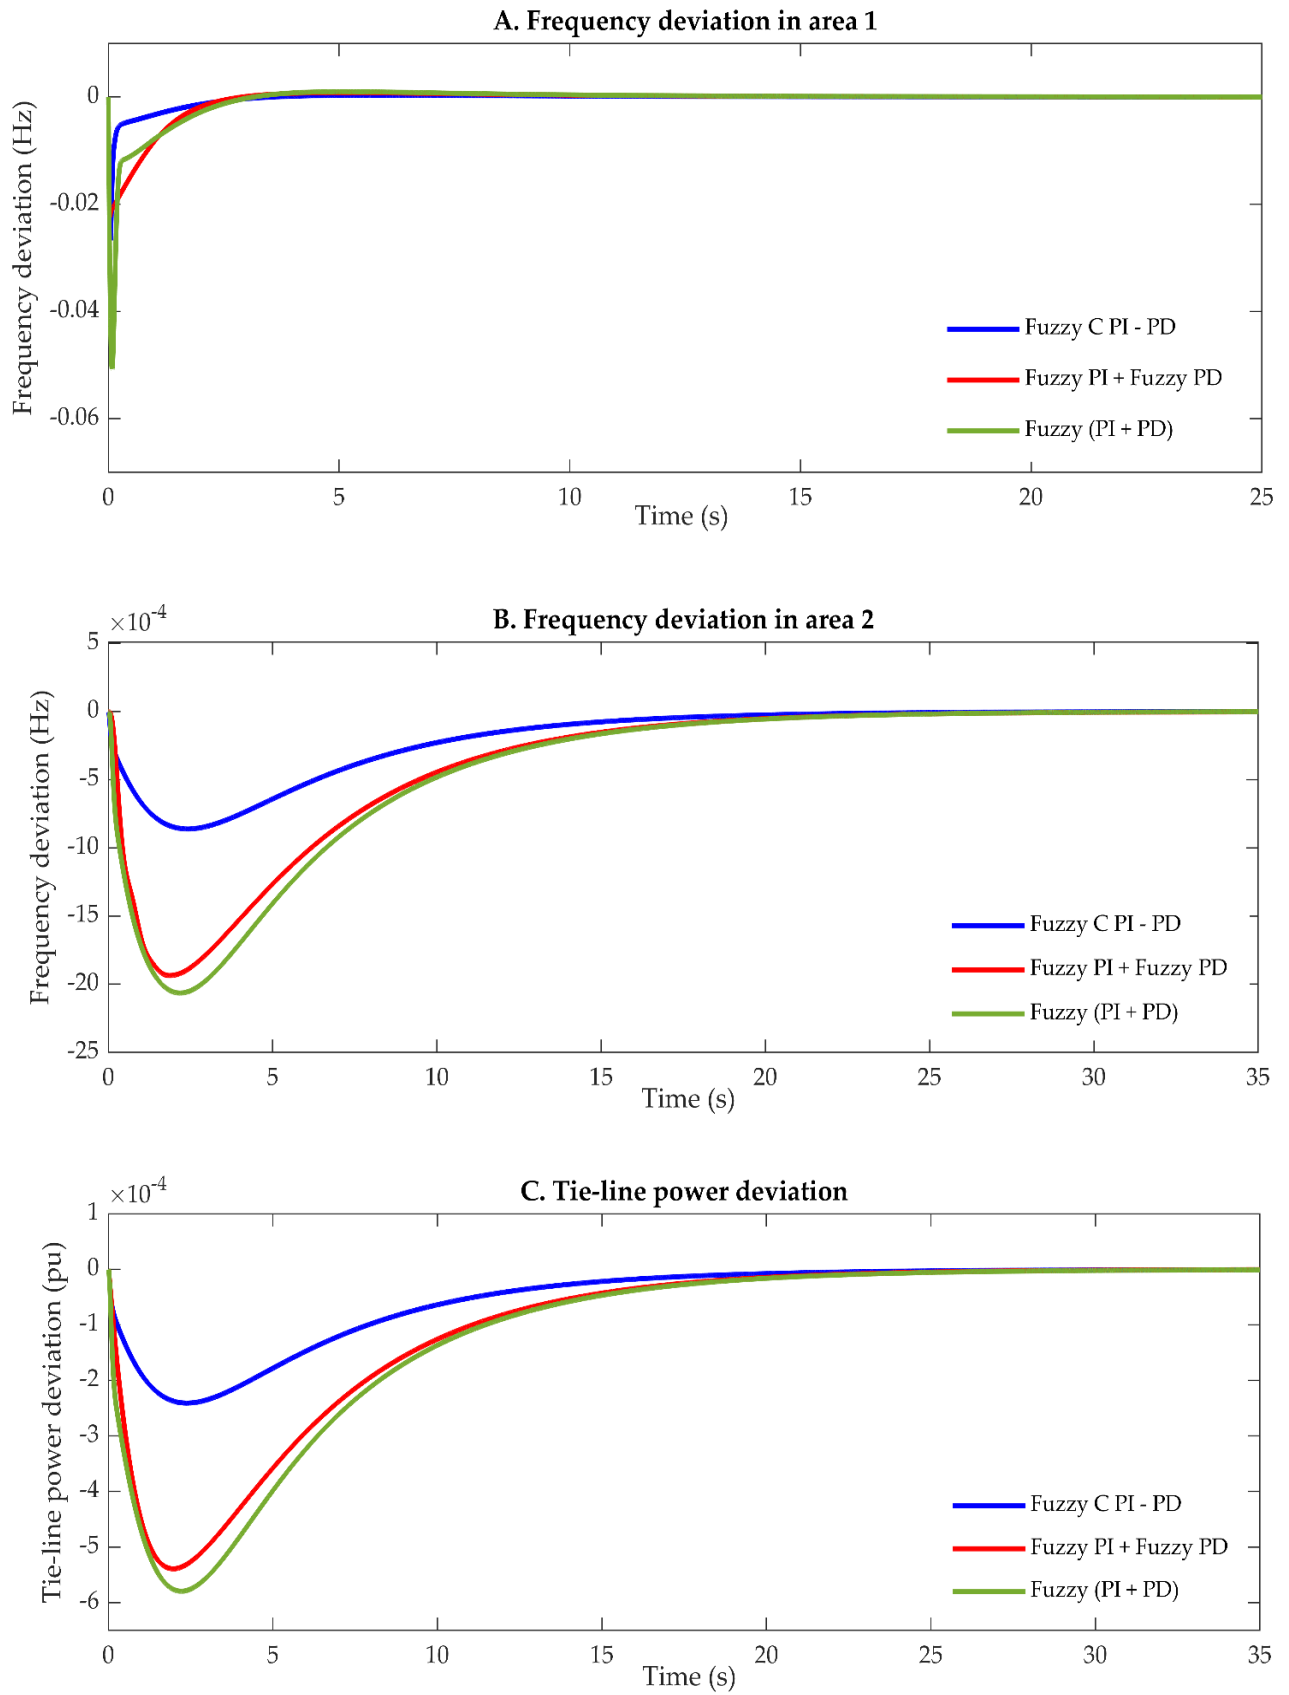 A. Frequency deviation in area 1
Frequency deviation (Hz)
0
-0.02
-0.04
-0.06
Fuzzy C PI - PD
Fuzzy PI + Fuzzy PD
Fuzzy (PI + PD)
0 5 10 15 20 25
Time (s)
×10-4
B. Frequency deviation in area 2
Frequency deviation (Hz)
5
0
-5
-10
-15
-20
-25
Fuzzy C PI - PD
Fuzzy PI + Fuzzy PD
Fuzzy (PI + PD)
0 5 10 15 20 25 30 35
Time (s)
×10-4
C. Tie-line power deviation
Tie-line power deviation (pu)
1
0
-1
-2
-3
-4
-5
-6
Fuzzy C PI - PD
Fuzzy PI + Fuzzy PD
Fuzzy (PI + PD)
0 5 10 15 20 25 30 35
Time (s)